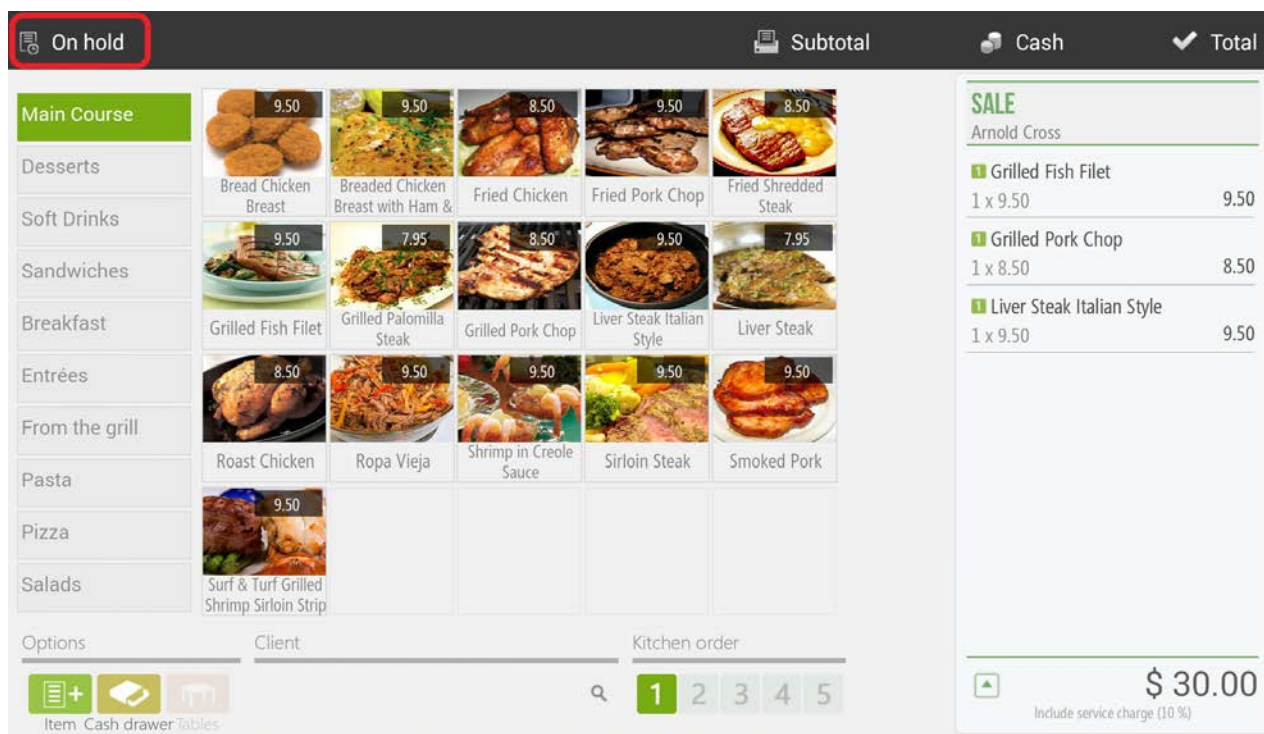 On hold
Subtotal
Cash
Total
Main Course
Desserts
Soft Drinks
Sandwiches
Breakfast
Entrées
From the grill
Pasta
Pizza
Salads
9.50
9.50
8.50
9.50
8.50
Bread Chicken
Breast
Breaded Chicken
Breast with Ham &
Fried Chicken
Fried Pork Chop
Fried Shredded
Steak
9.50
7.95
8.50
9.50
7.95
Grilled Fish Filet
Grilled Palomilla
Steak
Grilled Pork Chop
Liver Steak Italian
Style
Liver Steak
8.50
9.50
9.50
9.50
9.50
Roast Chicken
Ropa Vieja
Shrimp in Creole
Sauce
Sirloin Steak
Smoked Pork
9.50
Surf & Turf Grilled
Shrimp Sirloin Strip
Options
Client
Kitchen order
Item
Cash drawer
Tables
1 2 3 4 5
SALE
Arnold Cross
1 Grilled Fish Filet
1 x 9.50 9.50
1 Grilled Pork Chop
1 x 8.50 8.50
1 Liver Steak Italian Style
1 x 9.50 9.50
$ 30.00
Include service charge (10 %)